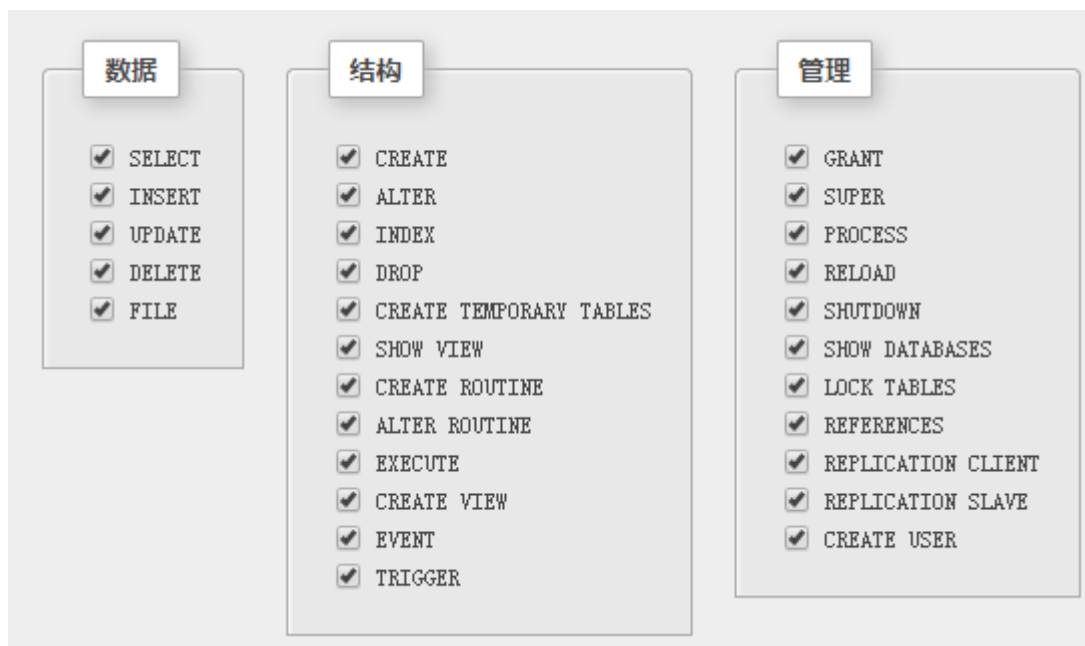 数据
SELECT
INSERT
UPDATE
DELETE
FILE
结构
CREATE
ALTER
INDEX
DROP
CREATE TEMPORARY TABLES
SHOW VIEW
CREATE ROUTINE
ALTER ROUTINE
EXECUTE
CREATE VIEW
EVENT
TRIGGER
管理
GRANT
SUPER
PROCESS
RELOAD
SHUTDOWN
SHOW DATABASES
LOCK TABLES
REFERENCES
REPLICATION CLIENT
REPLICATION SLAVE
CREATE USER